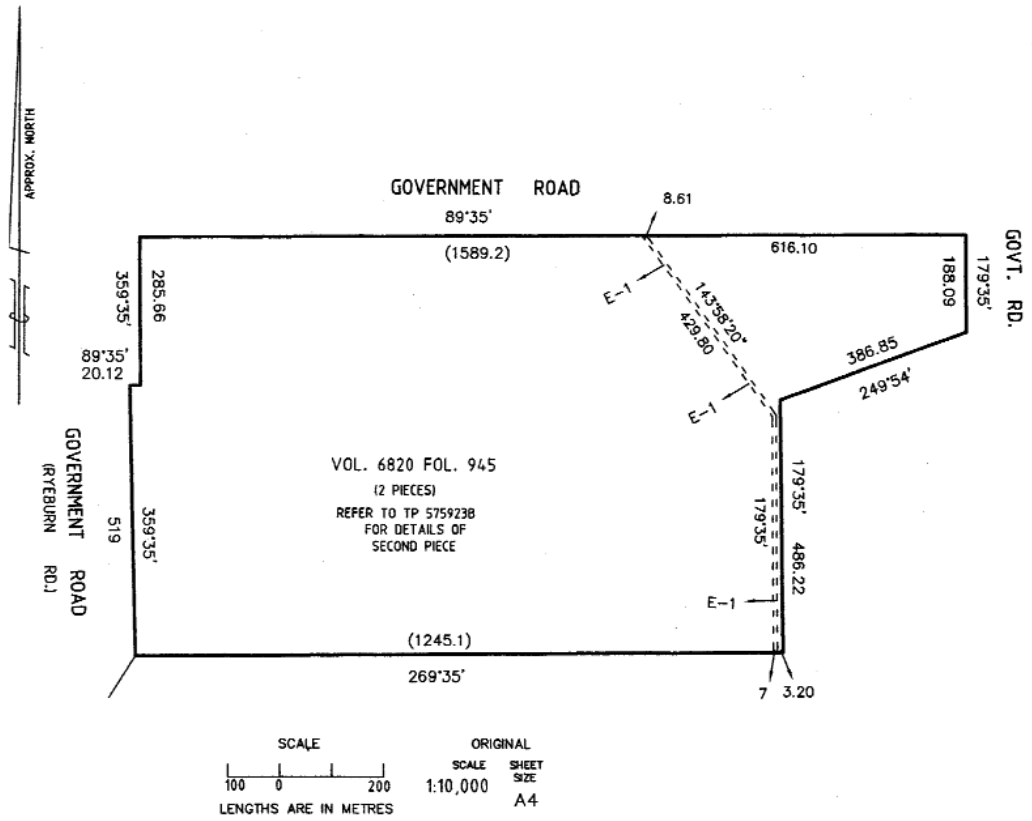 APPROX. NORTH
GOVERNMENT ROAD
89°35'
(1589.2)
8.61
616.10
GOVT. RD.
179°35'
188.09
359°35'
285.66
E-1
143°58'20"
429.80
386.85
249°54'
89°35'
20.12
E-1
GOVERNMENT ROAD
(RYEBURN RD.)
519
359°35'
VOL. 6820 FOL. 945
(2 PIECES)
REFER TO TP 575923B
FOR DETAILS OF
SECOND PIECE
179°35'
179°35'
486.22
E-1
(1245.1)
269°35'
7
3.20
SCALE
100 0 200
LENGTHS ARE IN METRES
ORIGINAL
SCALE
1:10,000
SHEET
SIZE
A4